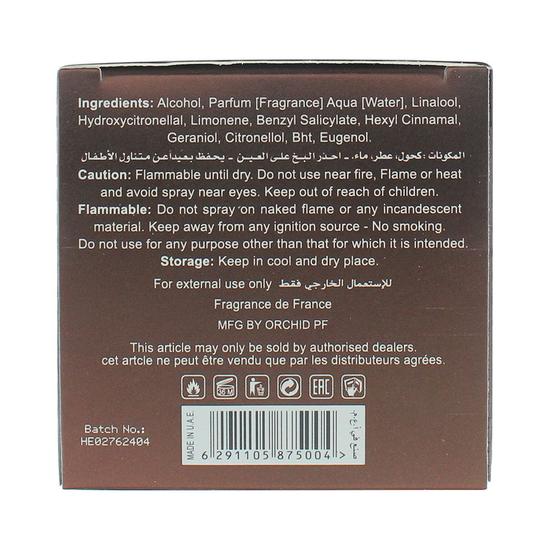 Ingredients: Alcohol, Parfum [Fragrance] Aqua [Water], Linalool,
Hydroxycitronellal, Limonene, Benzyl Salicylate, Hexyl Cinnamal,
Geraniol, Citronellol, Bht, Eugenol.
المكونات: كحول، عطر، ماء. - احذر البخ على العين - يحفظ بعيدا عن متناول الأطفال
Caution: Flammable until dry. Do not use near fire, Flame or heat
and avoid spray near eyes. Keep out of reach of children.
Flammable: Do not spray on naked flame or any incandescent
material. Keep away from any ignition source - No smoking.
Do not use for any purpose other than that for which it is intended.
Storage: Keep in cool and dry place.
For external use only للإستعمال الخارجي فقط
Fragrance de France
MFG BY ORCHID PF
This article may only be sold by authorised dealers.
cet artcle ne peut être vendu que par les distributeurs agrées.
36 M
EAC
Batch No.:
HE02762404
MADE IN U.A.E.
صنع في أ.ع.م.
6 291105 875004 >